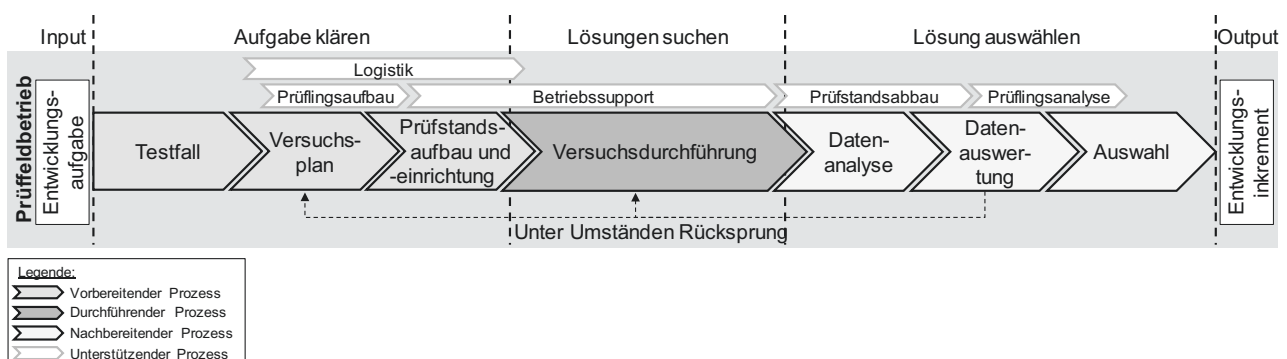 Input
Aufgabe klären
Lösungen suchen
Lösung auswählen
Output
Prüffeldbetrieb
Entwicklungs-
aufgabe
Logistik
Prüflingsaufbau
Betriebssupport
Prüfstandsabbau
Prüflingsanalyse
Testfall
Versuchs-
plan
Prüfstands-
aufbau und
-einrichtung
Versuchsdurchführung
Daten-
analyse
Daten-
auswer-
tung
Auswahl
Entwicklungs-
inkrement
Unter Umständen Rücksprung
Legende:
Vorbereitender Prozess
Durchführender Prozess
Nachbereitender Prozess
Unterstützender Prozess